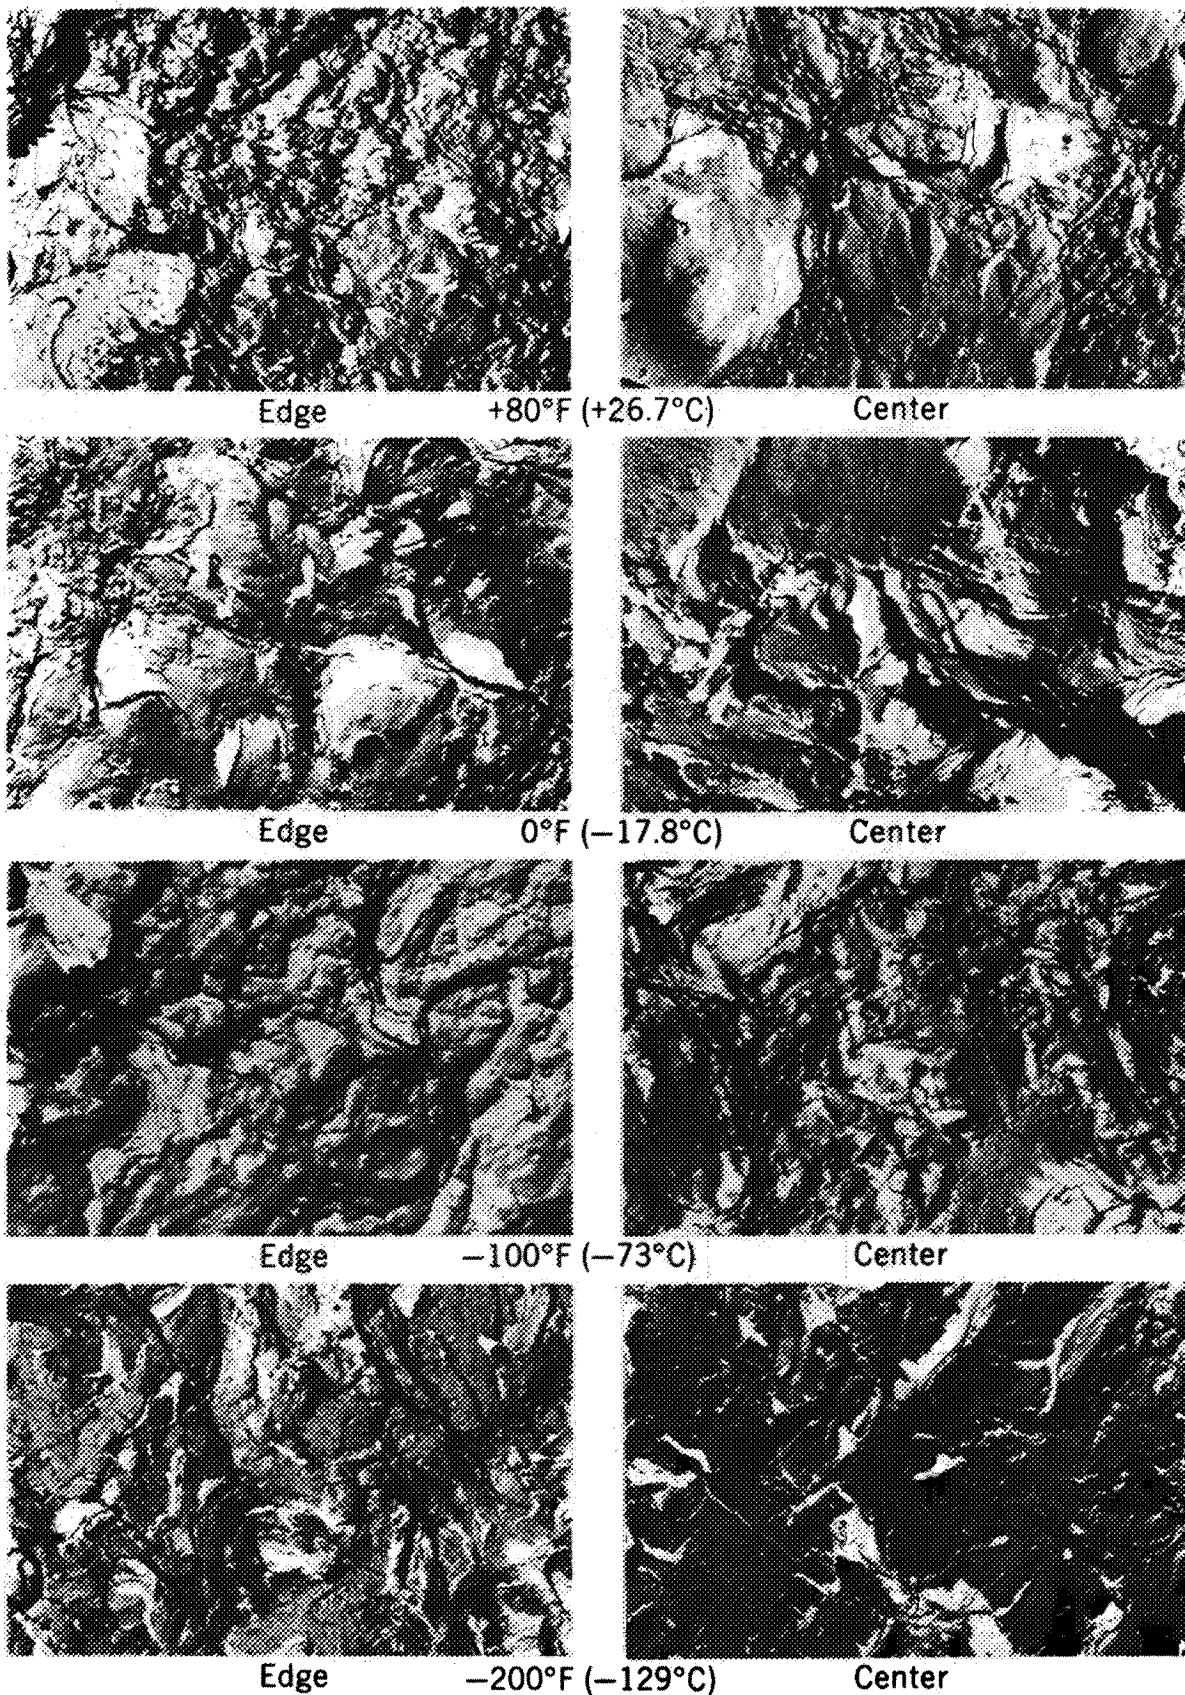 Edge +80°F (+26.7°C) Center
Edge 0°F (−17.8°C) Center
Edge −100°F (−73°C) Center
Edge −200°F (−129°C) Center